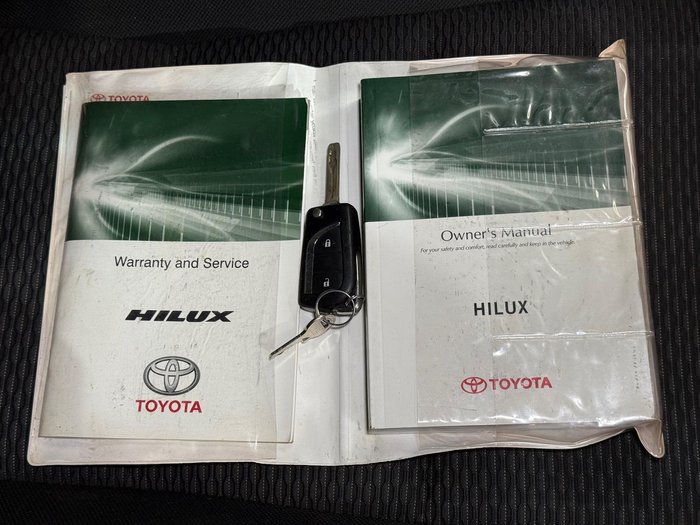 TOYOTA
Warranty and Service
HILUX
TOYOTA
Owner's Manual
For your safety and comfort, read carefully and keep in the vehicle.
HILUX
TOYOTA